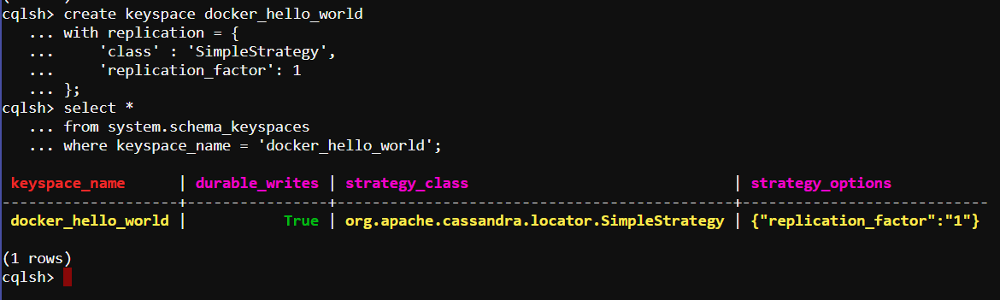 cqlsh> create keyspace docker_hello_world
   ... with replication = {
   ...     'class' : 'SimpleStrategy',
   ...     'replication_factor': 1
   ... };
cqlsh> select *
   ... from system.schema_keyspaces
   ... where keyspace_name = 'docker_hello_world';
 keyspace_name      | durable_writes | strategy_class                              | strategy_options
--------------------+----------------+---------------------------------------------+----------------------------
 docker_hello_world |           True | org.apache.cassandra.locator.SimpleStrategy | {"replication_factor":"1"}
(1 rows)
cqlsh>